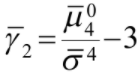 γ̅₂ = μ̅₄⁰ / σ̅⁴ − 3